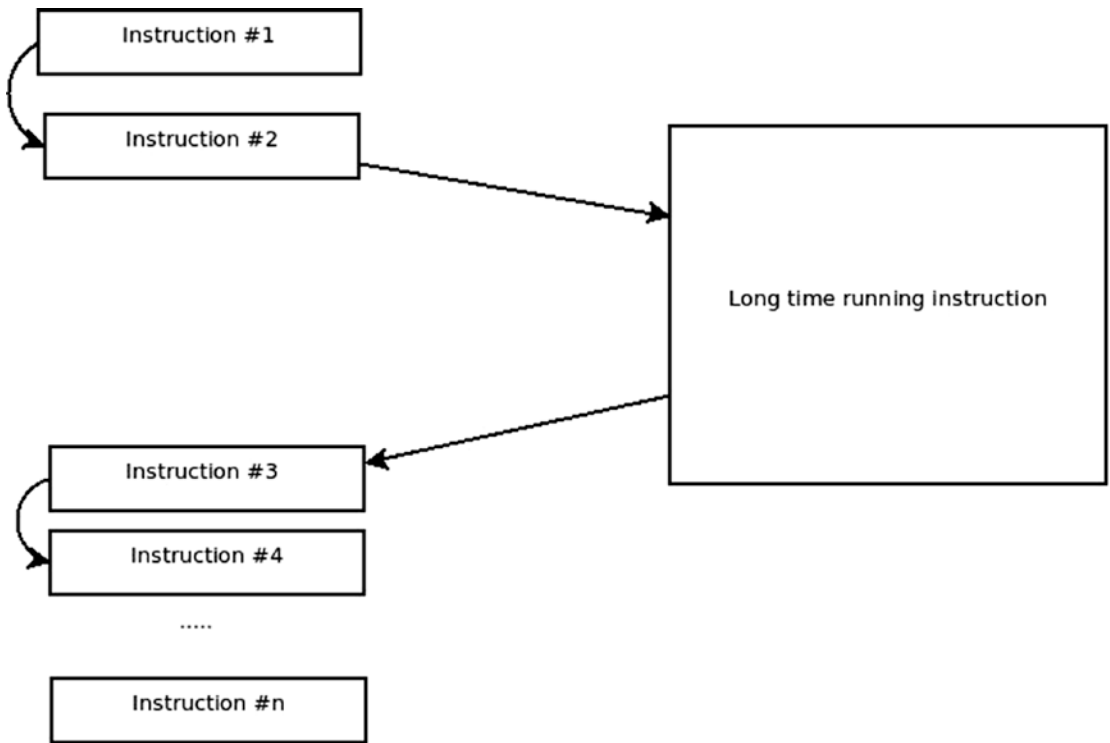 Instruction #1
Instruction #2
Long time running instruction
Instruction #3
Instruction #4
.....
Instruction #n